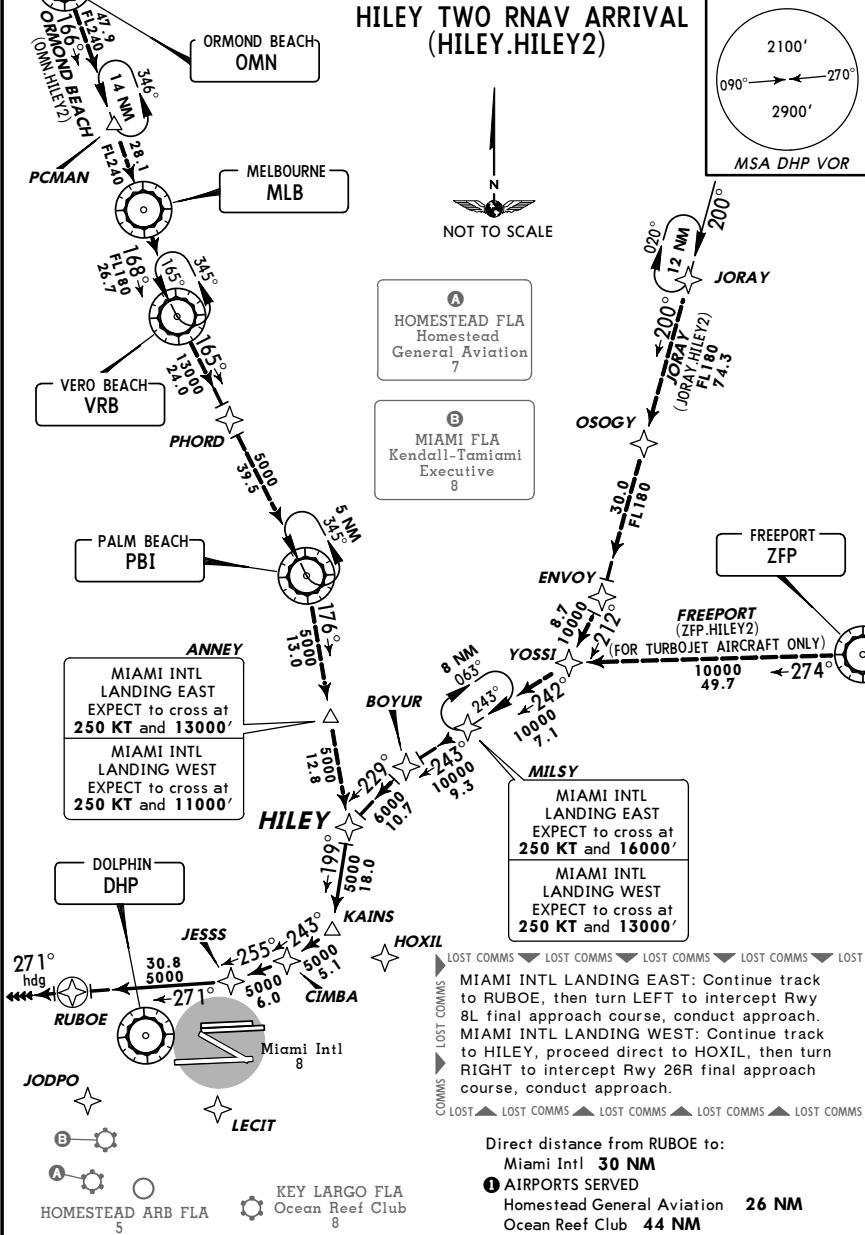 HILEY TWO RNAV ARRIVAL
(HILEY.HILEY2)
2100'
090°
270°
2900'
MSA DHP VOR
N
NOT TO SCALE
ORMOND BEACH
OMN
47.9
FL240
166°
ORMOND BEACH
(OMN.HILEY2)
14 NM
346°
PCMAN
28.1
FL240
MELBOURNE
MLB
168°
FL180
26.7
165°
345°
VERO BEACH
VRB
165°
13000
24.0
PHORD
5000
39.5
5 NM
345°
PALM BEACH
PBI
176°
5000
13.0
ANNEY
MIAMI INTL
LANDING EAST
EXPECT to cross at
250 KT and 13000'
MIAMI INTL
LANDING WEST
EXPECT to cross at
250 KT and 11000'
5000
12.8
A
HOMESTEAD FLA
Homestead
General Aviation
7
B
MIAMI FLA
Kendall-Tamiami
Executive
8
200°
020°
12 NM
JORAY
200°
JORAY
(JORAY.HILEY2)
FL180
74.3
OSOGY
30.0
FL180
ENVOY
8.7
10000
212°
FREEPORT
ZFP
FREEPORT
(ZFP.HILEY2)
(FOR TURBOJET AIRCRAFT ONLY)
10000
49.7
274°
YOSSI
242°
10000
7.1
8 NM
063°
243°
MILSY
MIAMI INTL
LANDING EAST
EXPECT to cross at
250 KT and 16000'
MIAMI INTL
LANDING WEST
EXPECT to cross at
250 KT and 13000'
243°
10000
9.3
BOYUR
229°
6000
10.7
HILEY
199°
5000
18.0
KAINS
HOXIL
243°
5000
5.1
CIMBA
255°
5000
6.0
JESSS
30.8
5000
271°
DOLPHIN
DHP
271°
hdg
RUBOE
Miami Intl
8
JODPO
LECIT
B
A
HOMESTEAD ARB FLA
5
KEY LARGO FLA
Ocean Reef Club
8
LOST COMMS LOST COMMS LOST COMMS LOST COMMS LOST
COMMS LOST COMMS
MIAMI INTL LANDING EAST: Continue track
to RUBOE, then turn LEFT to intercept Rwy
8L final approach course, conduct approach.
MIAMI INTL LANDING WEST: Continue track
to HILEY, proceed direct to HOXIL, then turn
RIGHT to intercept Rwy 26R final approach
course, conduct approach.
LOST LOST COMMS LOST COMMS LOST COMMS LOST COMMS
Direct distance from RUBOE to:
Miami Intl 30 NM
1 AIRPORTS SERVED
Homestead General Aviation 26 NM
Ocean Reef Club 44 NM